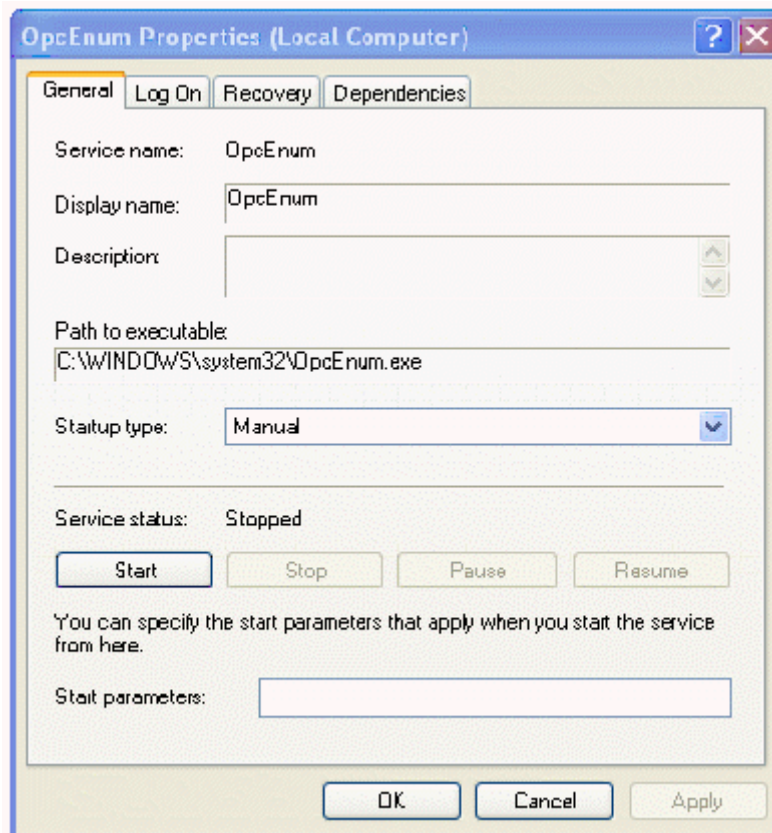 OpcEnum Properties (Local Computer)
General Log On Recovery Dependencies
Service name: OpcEnum
Display name: OpcEnum
Description:
Path to executable:
C:\WINDOWS\system32\OpcEnum.exe
Startup type: Manual
Service status: Stopped
Start Stop Pause Resume
You can specify the start parameters that apply when you start the service
from here.
Start parameters:
OK Cancel Apply